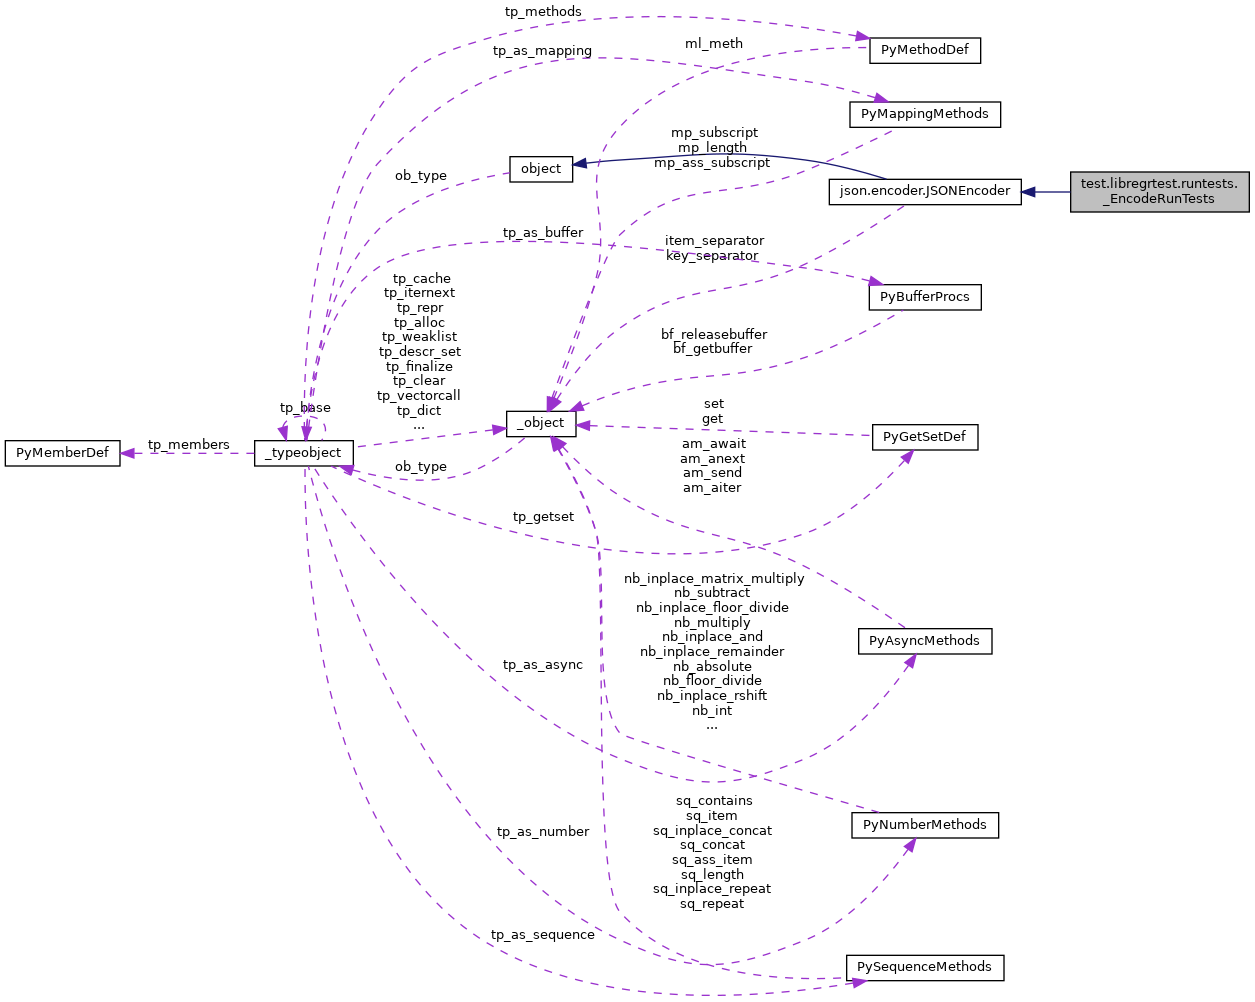 tp_methods
ml_meth
PyMethodDef
tp_as_mapping
PyMappingMethods
mp_subscript
mp_length
mp_ass_subscript
object
ob_type
json.encoder.JSONEncoder
test.libregrtest.runtests.
_EncodeRunTests
tp_as_buffer
item_separator
key_separator
PyBufferProcs
tp_cache
tp_iternext
tp_repr
tp_alloc
tp_weaklist
tp_descr_set
tp_finalize
tp_clear
tp_vectorcall
tp_dict
...
bf_releasebuffer
bf_getbuffer
tp_base
set
get
_object
PyGetSetDef
PyMemberDef
tp_members
_typeobject
ob_type
am_await
am_anext
am_send
am_aiter
tp_getset
nb_inplace_matrix_multiply
nb_subtract
nb_inplace_floor_divide
nb_multiply
nb_inplace_and
nb_inplace_remainder
nb_absolute
nb_floor_divide
nb_inplace_rshift
nb_int
...
PyAsyncMethods
tp_as_async
sq_contains
sq_item
sq_inplace_concat
sq_concat
sq_ass_item
sq_length
sq_inplace_repeat
sq_repeat
PyNumberMethods
tp_as_number
tp_as_sequence
PySequenceMethods